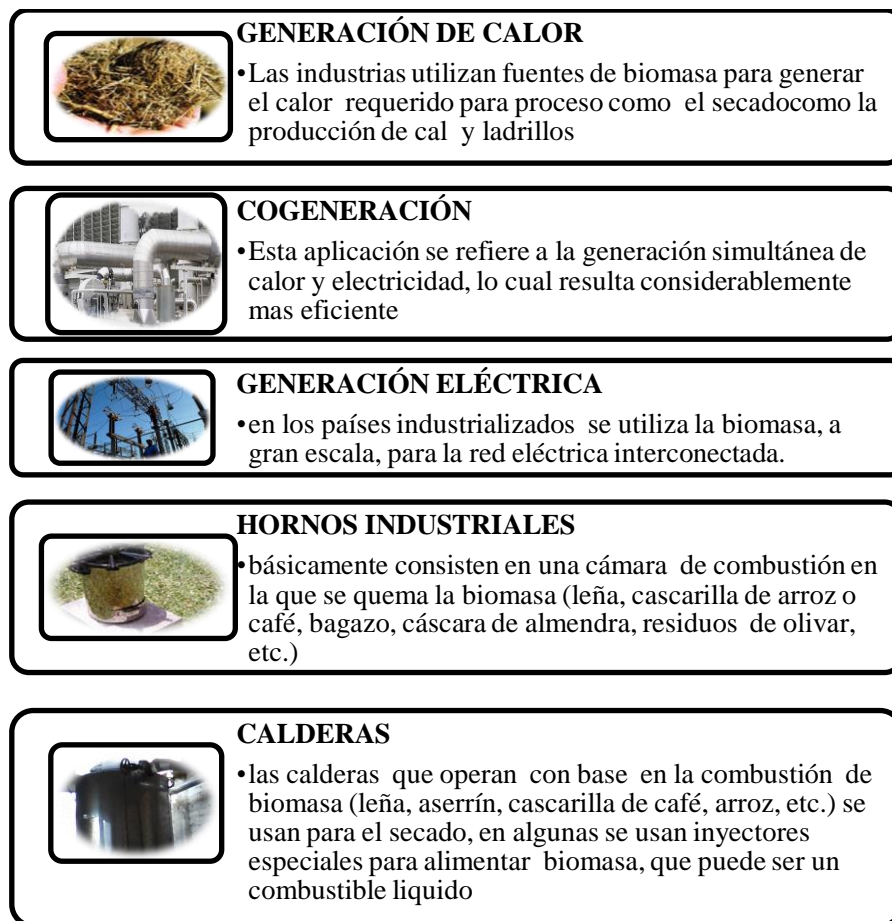 GENERACIÓN DE CALOR
•Las industrias utilizan fuentes de biomasa para generar
el calor requerido para proceso como el secadocomo la
producción de cal y ladrillos
COGENERACIÓN
•Esta aplicación se refiere a la generación simultánea de
calor y electricidad, lo cual resulta considerablemente
mas eficiente
GENERACIÓN ELÉCTRICA
•en los países industrializados se utiliza la biomasa, a
gran escala, para la red eléctrica interconectada.
HORNOS INDUSTRIALES
•básicamente consisten en una cámara de combustión en
la que se quema la biomasa (leña, cascarilla de arroz o
café, bagazo, cáscara de almendra, residuos de olivar,
etc.)
CALDERAS
•las calderas que operan con base en la combustión de
biomasa (leña, aserrín, cascarilla de café, arroz, etc.) se
usan para el secado, en algunas se usan inyectores
especiales para alimentar biomasa, que puede ser un
combustible liquido